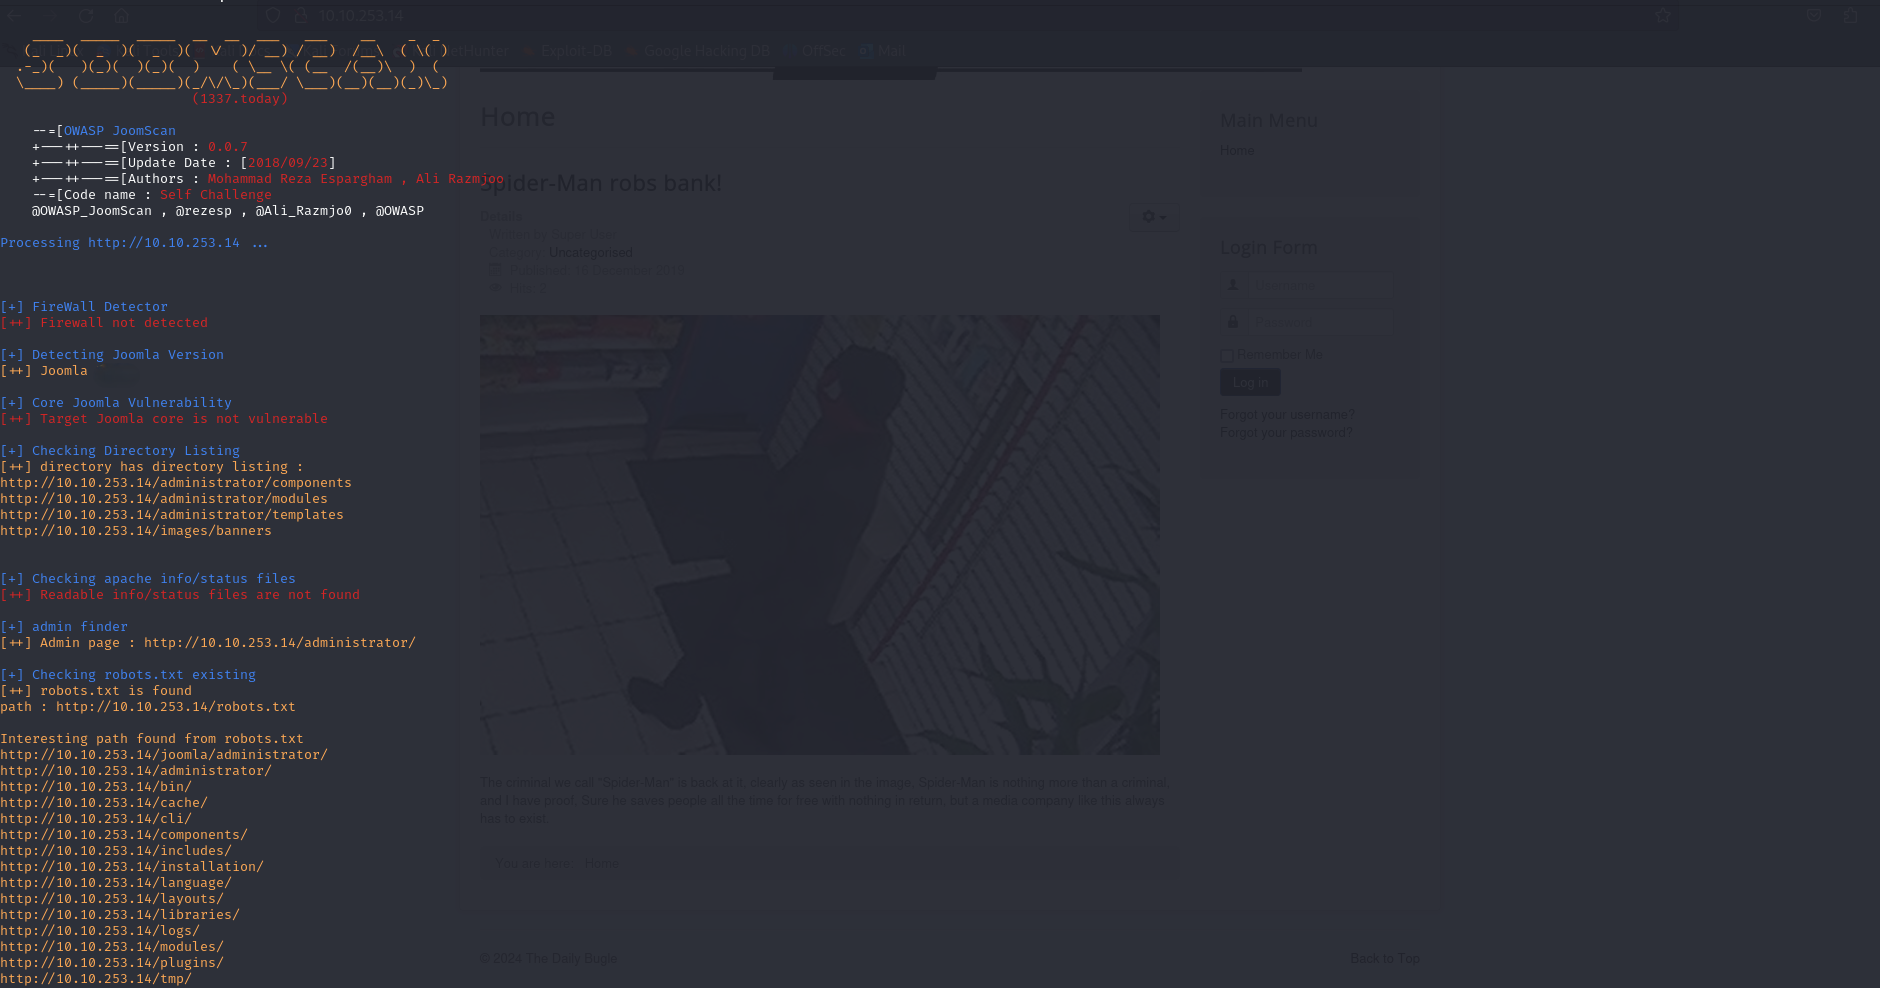 10.10.253.14
NetHunter Exploit-DB Google Hacking DB OffSec Mail
(1337.today)
--=[OWASP JoomScan
+---++---==[Version : 0.0.7
+---++---==[Update Date : [2018/09/23]
+---++---==[Authors : Mohammad Reza Espargham , Ali Razmjoo
--=[Code name : Self Challenge
@OWASP_JoomScan , @rezesp , @Ali_Razmjo0 , @OWASP
Processing http://10.10.253.14 ...
[+] FireWall Detector
[++] Firewall not detected
[+] Detecting Joomla Version
[++] Joomla
[+] Core Joomla Vulnerability
[++] Target Joomla core is not vulnerable
[+] Checking Directory Listing
[++] directory has directory listing :
http://10.10.253.14/administrator/components
http://10.10.253.14/administrator/modules
http://10.10.253.14/administrator/templates
http://10.10.253.14/images/banners
[+] Checking apache info/status files
[++] Readable info/status files are not found
[+] admin finder
[++] Admin page : http://10.10.253.14/administrator/
[+] Checking robots.txt existing
[++] robots.txt is found
path : http://10.10.253.14/robots.txt
Interesting path found from robots.txt
http://10.10.253.14/joomla/administrator/
http://10.10.253.14/administrator/
http://10.10.253.14/bin/
http://10.10.253.14/cache/
http://10.10.253.14/cli/
http://10.10.253.14/components/
http://10.10.253.14/includes/
http://10.10.253.14/installation/
http://10.10.253.14/language/
http://10.10.253.14/layouts/
http://10.10.253.14/libraries/
http://10.10.253.14/logs/
http://10.10.253.14/modules/
http://10.10.253.14/plugins/
http://10.10.253.14/tmp/
Home
Spider-Man robs bank!
Details
Written by Super User
Category: Uncategorised
Published: 15 December 2019
Hits: 2
The criminal we call "Spider-Man" is back at it, clearly as seen in the image. Spider-Man is nothing more than a criminal,
and I have proof. Sure he saves people all the time for free with nothing in return, but a media company like this always
has to exist.
You are here: Home
© 2024 The Daily Bugle
Back to Top
Main Menu
Home
Login Form
Username
Password
Remember Me
Log in
Forgot your username?
Forgot your password?